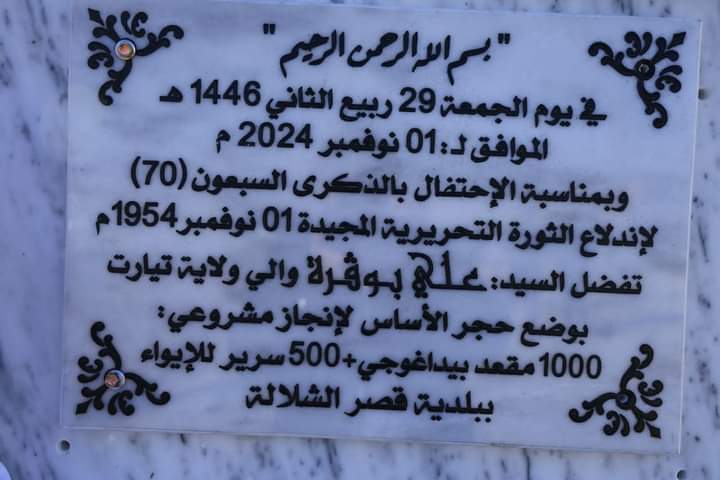 " بسم الله الرحمن الرحيم "
في يوم الجمعة 29 ربيع الثاني 1446 هـ
الموافق لـ: 01 نوفمبر 2024 م
وبمناسبة الإحتفال بالذكرى السبعون (70)
لإندلاع الثورة التحريرية المجيدة 01 نوفمبر 1954م
تفضل السيد: علي بوقرة والي ولاية تيارت
بوضع حجر الأساس لإنجاز مشروعي:
1000 مقعد بيداغوجي+500 سرير للإيواء
ببلدية قصر الشلالة